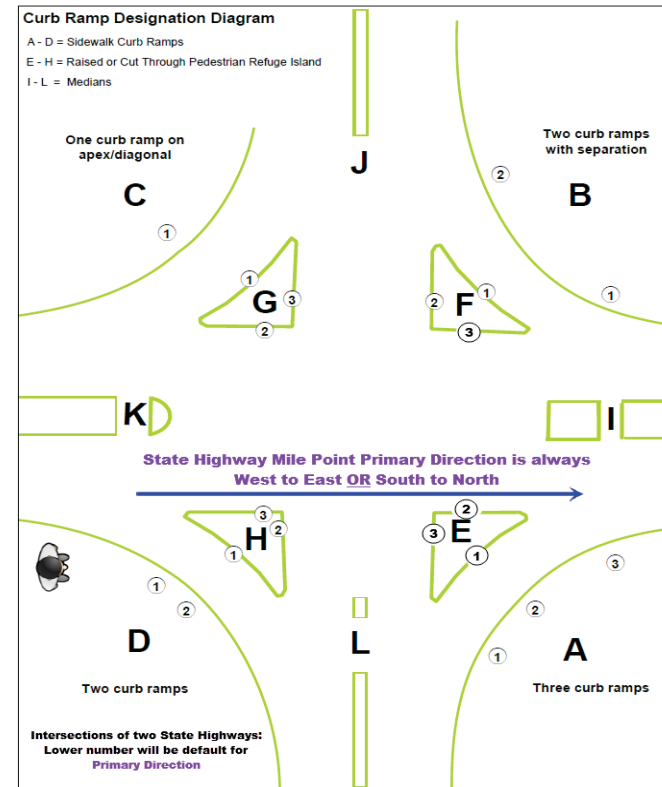 Curb Ramp Designation Diagram
A - D = Sidewalk Curb Ramps
E - H = Raised or Cut Through Pedestrian Refuge Island
I - L = Medians
One curb ramp on
apex/diagonal
C
1
J
Two curb ramps
with separation
2
B
1
1
G
3
2
2
F
1
3
K
I
State Highway Mile Point Primary Direction is always
West to East OR South to North
3
H
2
1
2
3
E
1
1
2
D
Two curb ramps
L
3
2
1
A
Three curb ramps
Intersections of two State Highways:
Lower number will be default for
Primary Direction